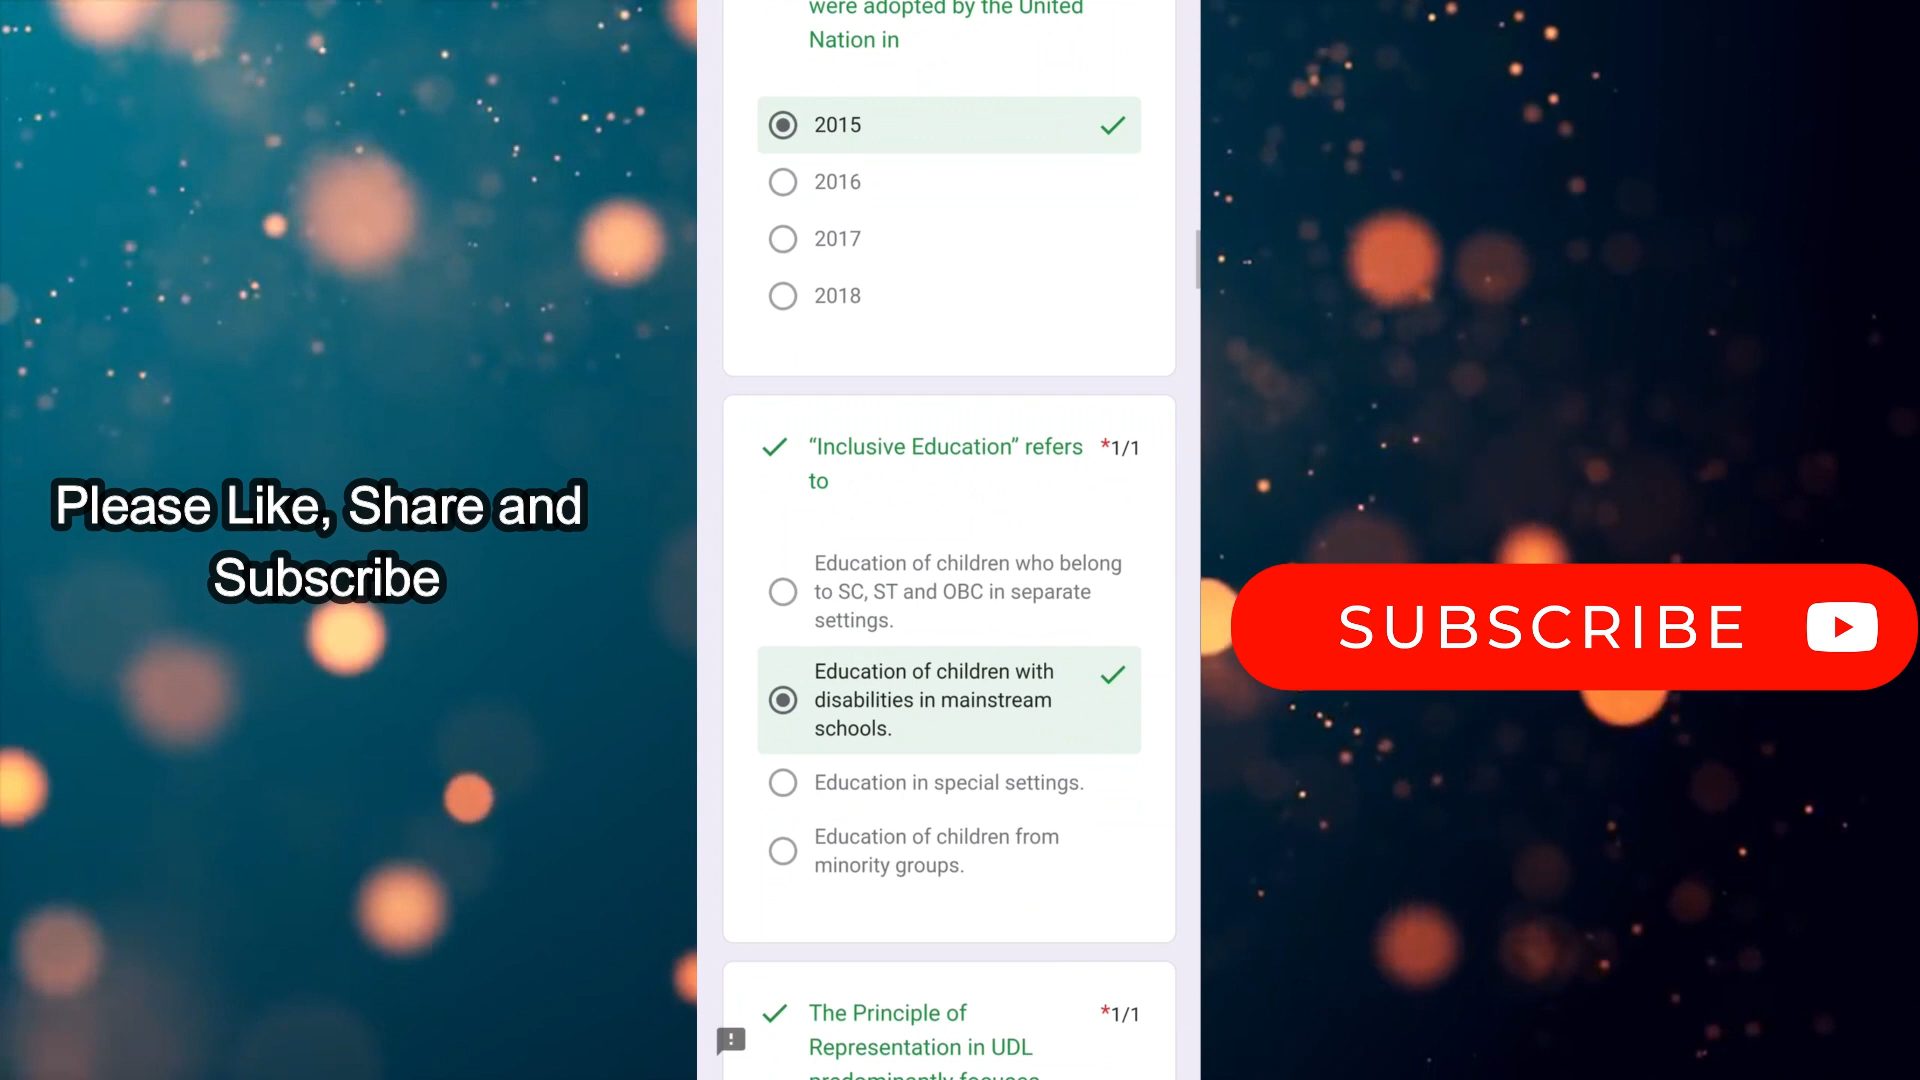 Please Like, Share and
Subscribe
were adopted by the United
Nation in
2015
2016
2017
2018
“Inclusive Education” refers *1/1
to
Education of children who belong
to SC, ST and OBC in separate
settings.
Education of children with
disabilities in mainstream
schools.
Education in special settings.
Education of children from
minority groups.
The Principle of *1/1
Representation in UDL
predominantly focuses
SUBSCRIBE